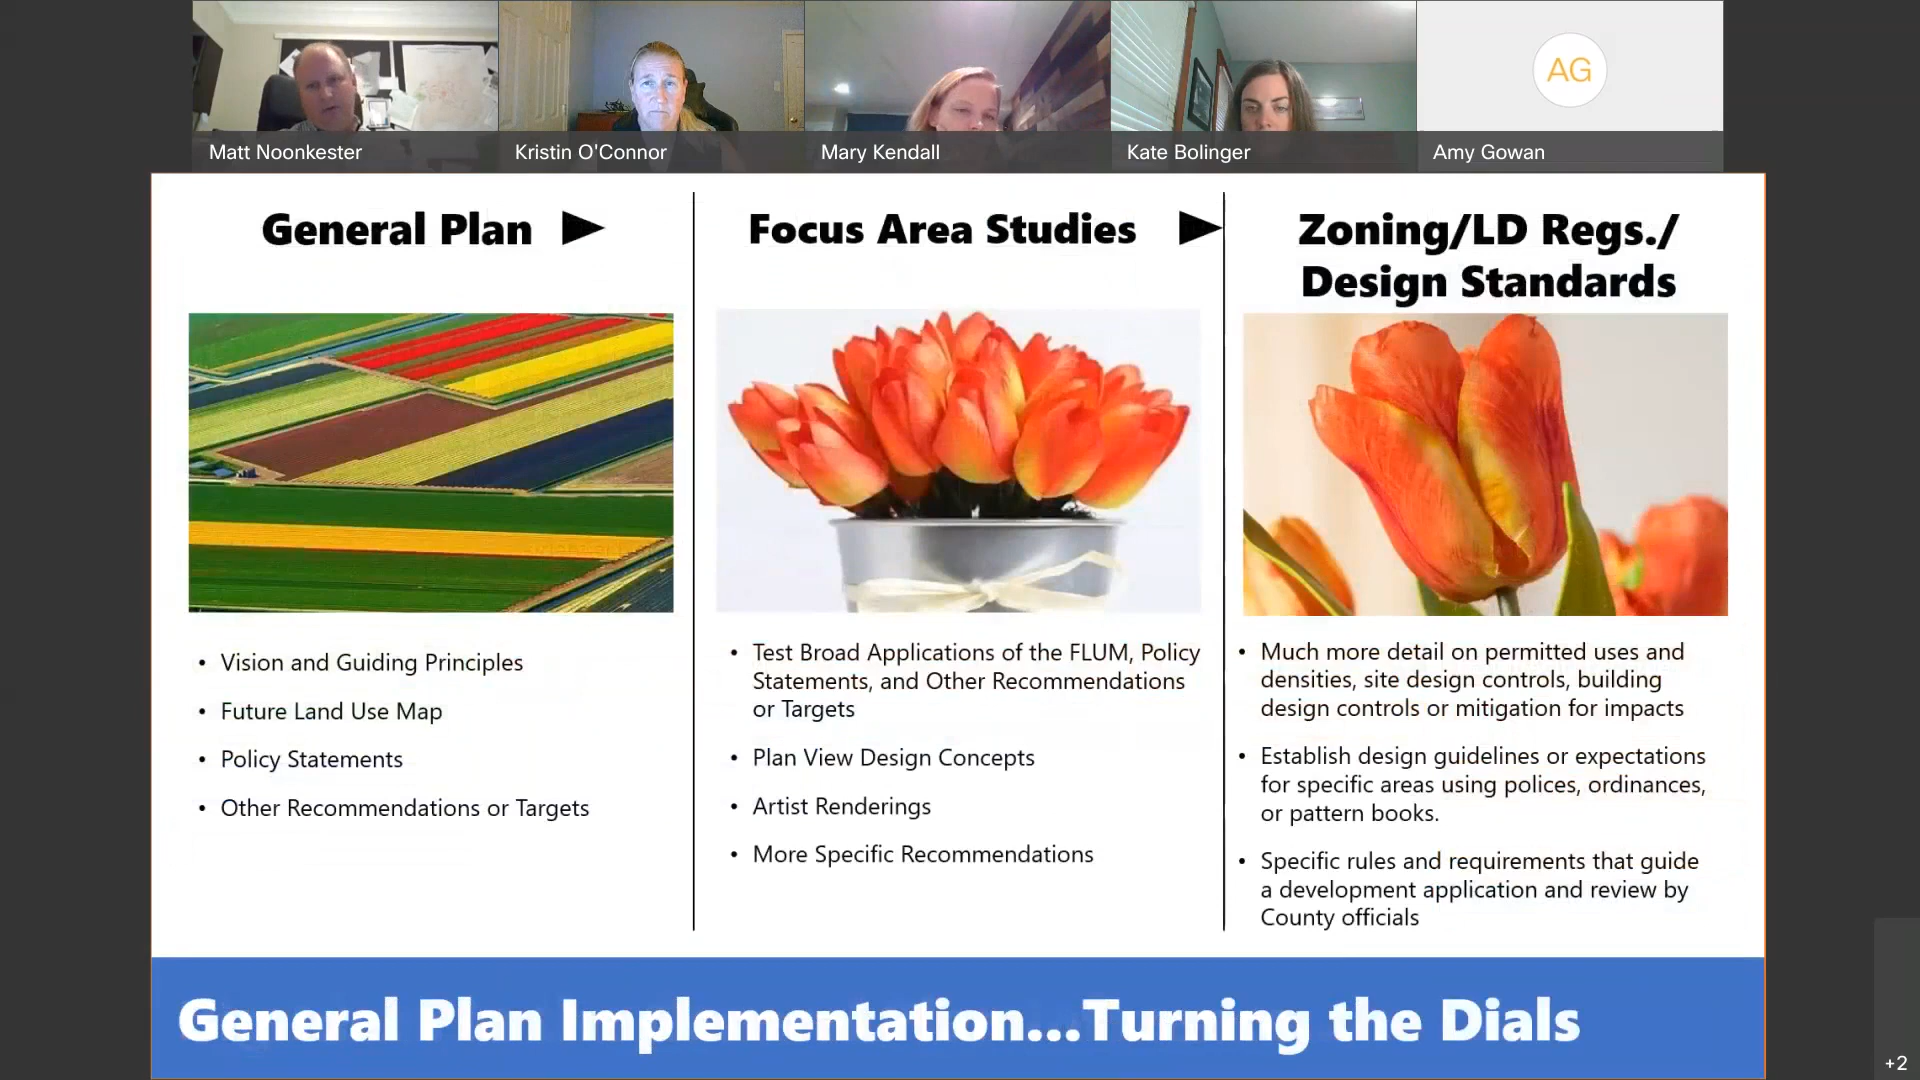 AG
Matt Noonkester
Kristin O'Connor
Mary Kendall
Kate Bolinger
Amy Gowan
General Plan
• Vision and Guiding Principles
• Future Land Use Map
• Policy Statements
• Other Recommendations or Targets
Focus Area Studies
• Test Broad Applications of the FLUM, Policy
Statements, and Other Recommendations
or Targets
• Plan View Design Concepts
• Artist Renderings
• More Specific Recommendations
Zoning/LD Regs./
Design Standards
• Much more detail on permitted uses and
densities, site design controls, building
design controls or mitigation for impacts
• Establish design guidelines or expectations
for specific areas using polices, ordinances,
or pattern books.
• Specific rules and requirements that guide
a development application and review by
County officials
General Plan Implementation...Turning the Dials
+2